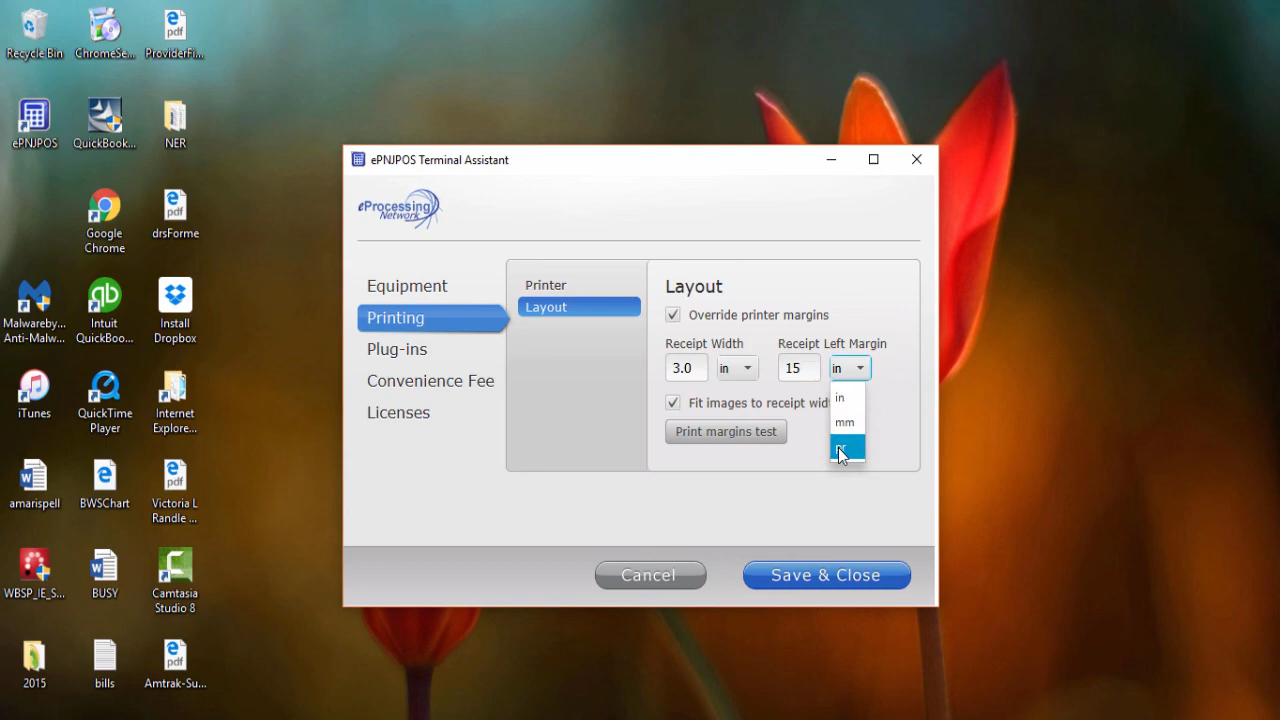 Recycle Bin
ChromeSe...
ProviderFi...
ePNJPOS
QuickBook...
NER
Google
Chrome
drsForme
Malwareby...
Anti-Malw...
Intuit
QuickBoo...
Install
Dropbox
iTunes
QuickTime
Player
Internet
Explore...
amarispell
BWSChart
Victoria L
Randle ...
WBSP_IE_S...
BUSY
Camtasia
Studio 8
2015
bills
Amtrak-Su...
ePNJPOS Terminal Assistant
eProcessing
Network
Equipment
Printing
Plug-ins
Convenience Fee
Licenses
Printer
Layout
Layout
Override printer margins
Receipt Width
Receipt Left Margin
3.0
in
15
in
in
mm
Fit images to receipt
Print margins test
Cancel
Save & Close